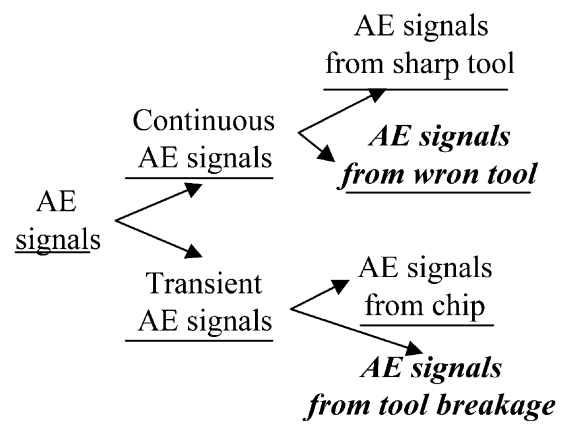 AE signals
from sharp tool
Continuous
AE signals
AE signals
from wron tool
AE
signals
Transient
AE signals
AE signals
from chip
AE signals
from tool breakage